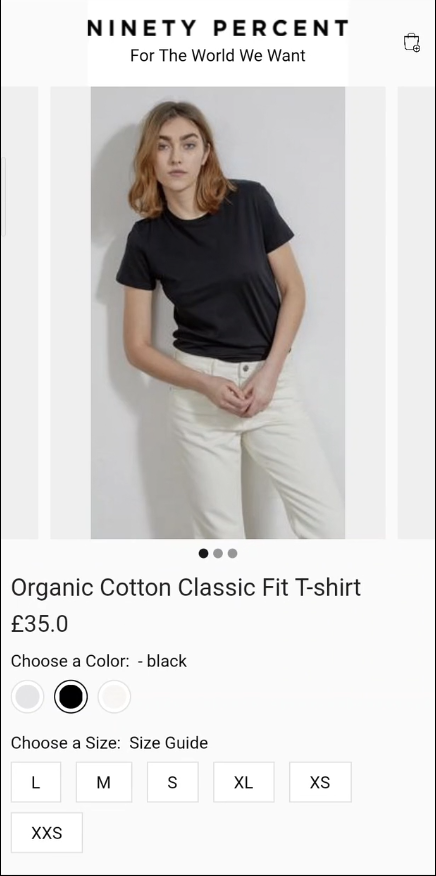 NINETY PERCENT
For The World We Want
Organic Cotton Classic Fit T-shirt
£35.0
Choose a Color: - black
Choose a Size: Size Guide
L M S XL XS
XXS